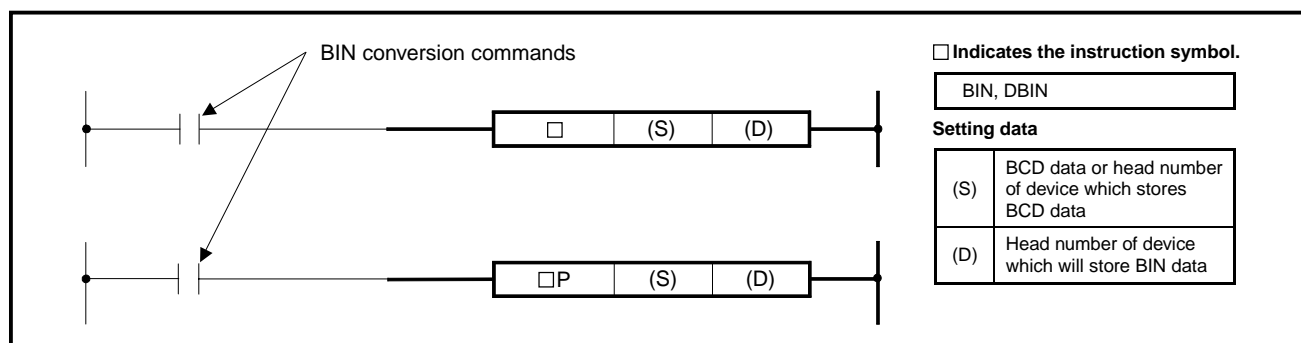 BIN conversion commands
□ (S) (D)
□P (S) (D)
□ Indicates the instruction symbol.
BIN, DBIN
Setting data
(S) BCD data or head number
of device which stores
BCD data
(D) Head number of device
which will store BIN data